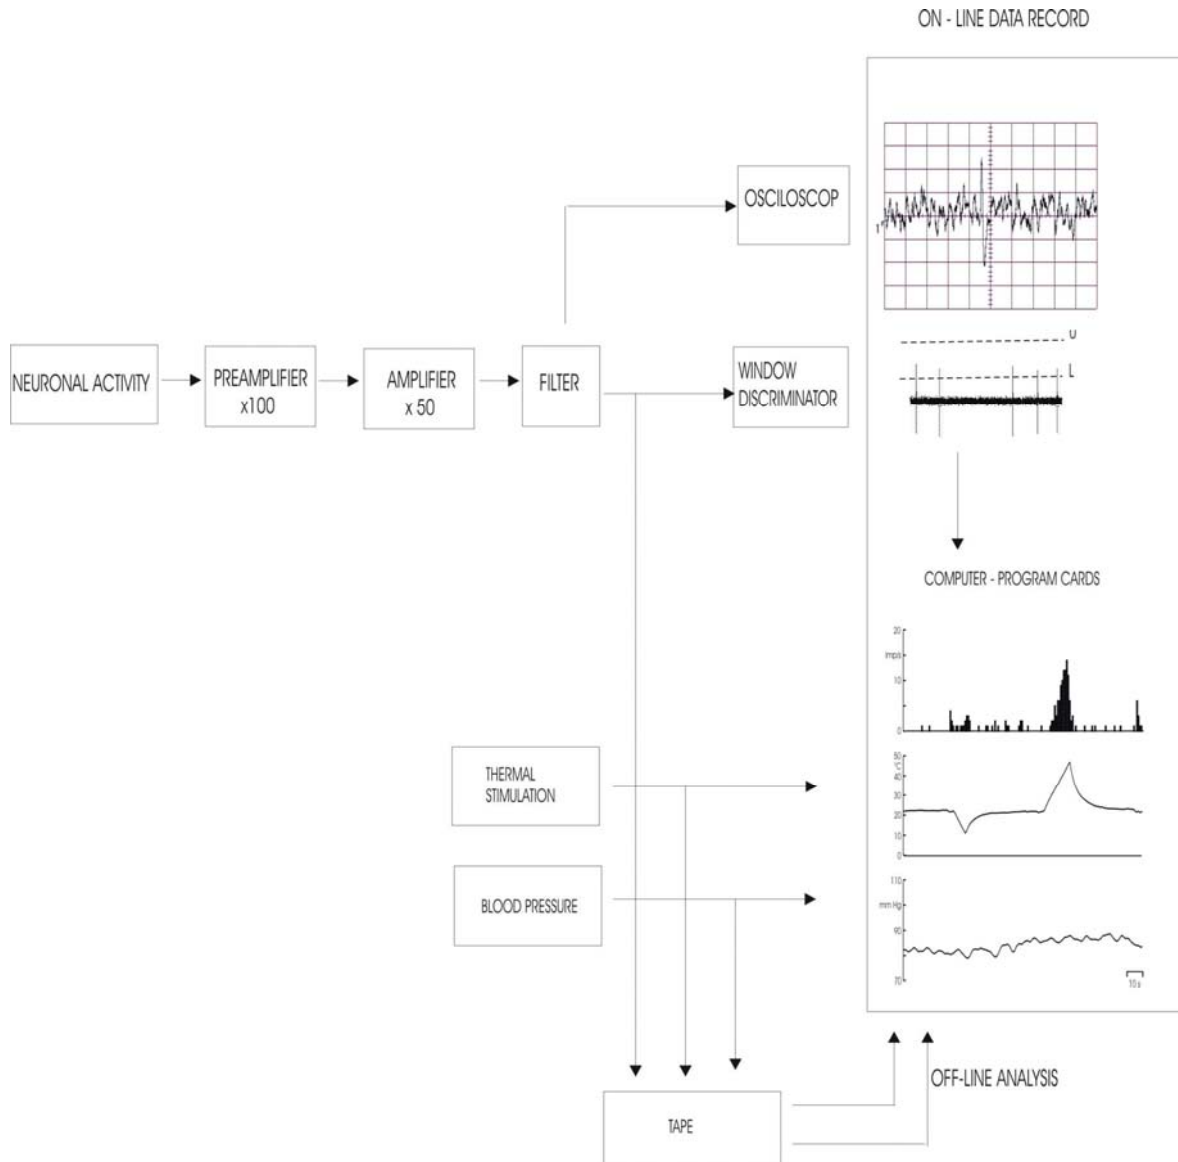 ON - LINE DATA RECORD
OSCILOSCOP
NEURONAL ACTIVITY
PREAMPLIFIER
x100
AMPLIFIER
x 50
FILTER
WINDOW
DISCRIMINATOR
U
L
COMPUTER - PROGRAM CARDS
20
Imp/s
10
0
THERMAL
STIMULATION
50
°C
40
30
20
10
0
BLOOD PRESSURE
110
mm Hg
90
70
10 s
OFF-LINE ANALYSIS
TAPE